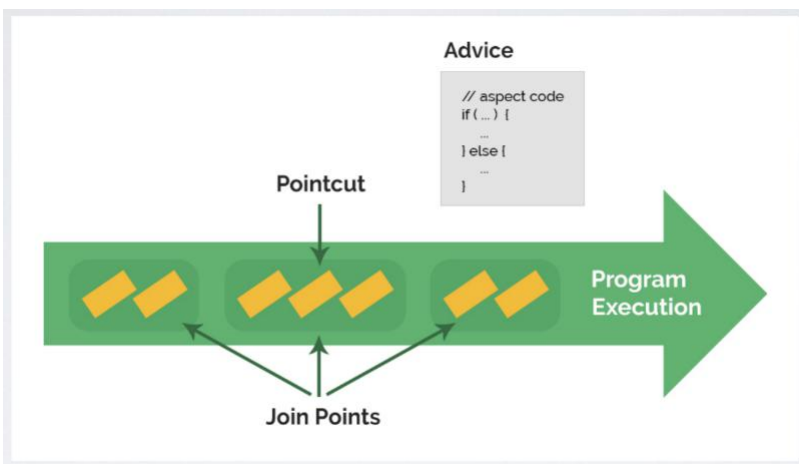 Advice
// aspect code
if ( ... ) {
...
} else {
...
}
Pointcut
Program
Execution
Join Points